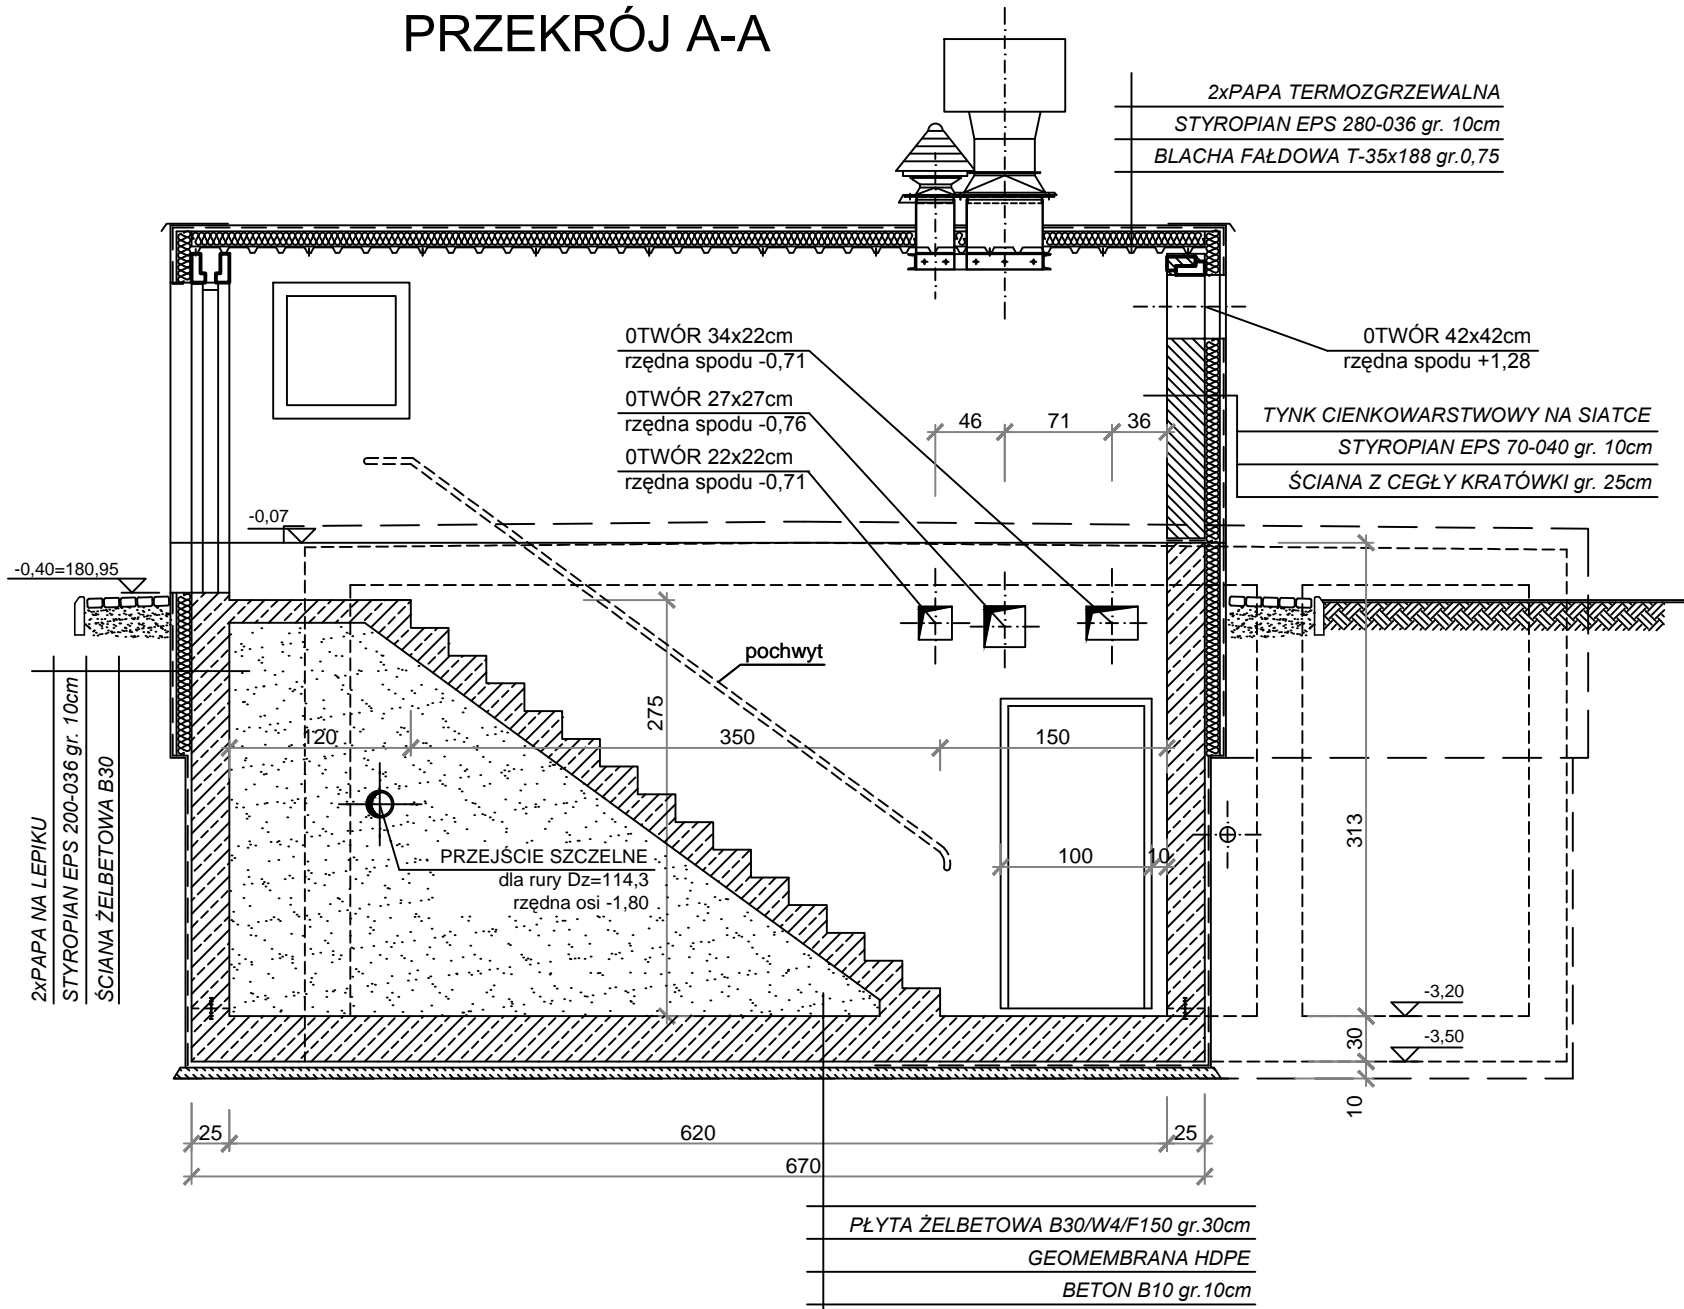 PRZEKRÓJ A-A
2xPAPA TERMOZGRZEWALNA
STYROPIAN EPS 280-036 gr. 10cm
BLACHA FAŁDOWA T-35x188 gr.0,75
0TWÓR 34x22cm
rzędna spodu -0,71
0TWÓR 27x27cm
rzędna spodu -0,76
0TWÓR 22x22cm
rzędna spodu -0,71
0TWÓR 42x42cm
rzędna spodu +1,28
46
71
36
TYNK CIENKOWARSTWOWY NA SIATCE
STYROPIAN EPS 70-040 gr. 10cm
ŚCIANA Z CEGŁY KRATÓWKI gr. 25cm
-0,07
-0,40=180,95
pochwyt
275
120
350
150
2xPAPA NA LEPIKU
STYROPIAN EPS 200-036 gr. 10cm
ŚCIANA ŻELBETOWA B30
PRZEJŚCIE SZCZELNE
dla rury Dz=114,3
rzędna osi -1,80
100
10
313
-3,20
30
-3,50
10
25
620
25
670
PŁYTA ŻELBETOWA B30/W4/F150 gr.30cm
GEOMEMBRANA HDPE
BETON B10 gr.10cm